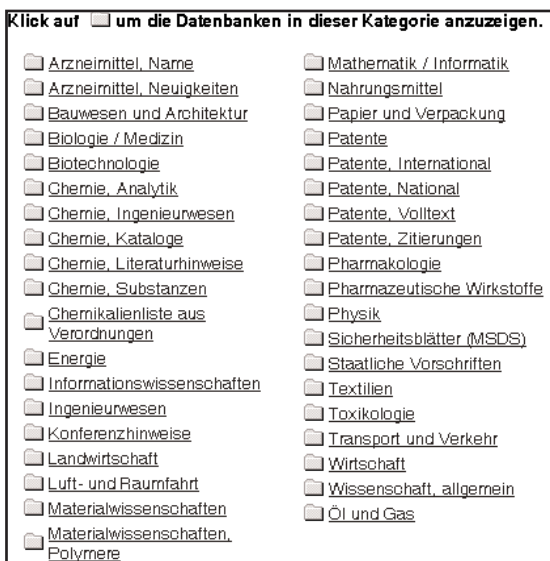 Klick auf um die Datenbanken in dieser Kategorie anzuzeigen.
Arzneimittel, Name
Arzneimittel, Neuigkeiten
Bauwesen und Architektur
Biologie / Medizin
Biotechnologie
Chemie, Analytik
Chemie, Ingenieurwesen
Chemie, Kataloge
Chemie, Literaturhinweise
Chemie, Substanzen
Chemikalienliste aus
Verordnungen
Energie
Informationswissenschaften
Ingenieurwesen
Konferenzhinweise
Landwirtschaft
Luft- und Raumfahrt
Materialwissenschaften
Materialwissenschaften,
Polymere
Mathematik / Informatik
Nahrungsmittel
Papier und Verpackung
Patente
Patente, International
Patente, National
Patente, Volltext
Patente, Zitierungen
Pharmakologie
Pharmazeutische Wirkstoffe
Physik
Sicherheitsblätter (MSDS)
Staatliche Vorschriften
Textilien
Toxikologie
Transport und Verkehr
Wirtschaft
Wissenschaft, allgemein
Öl und Gas